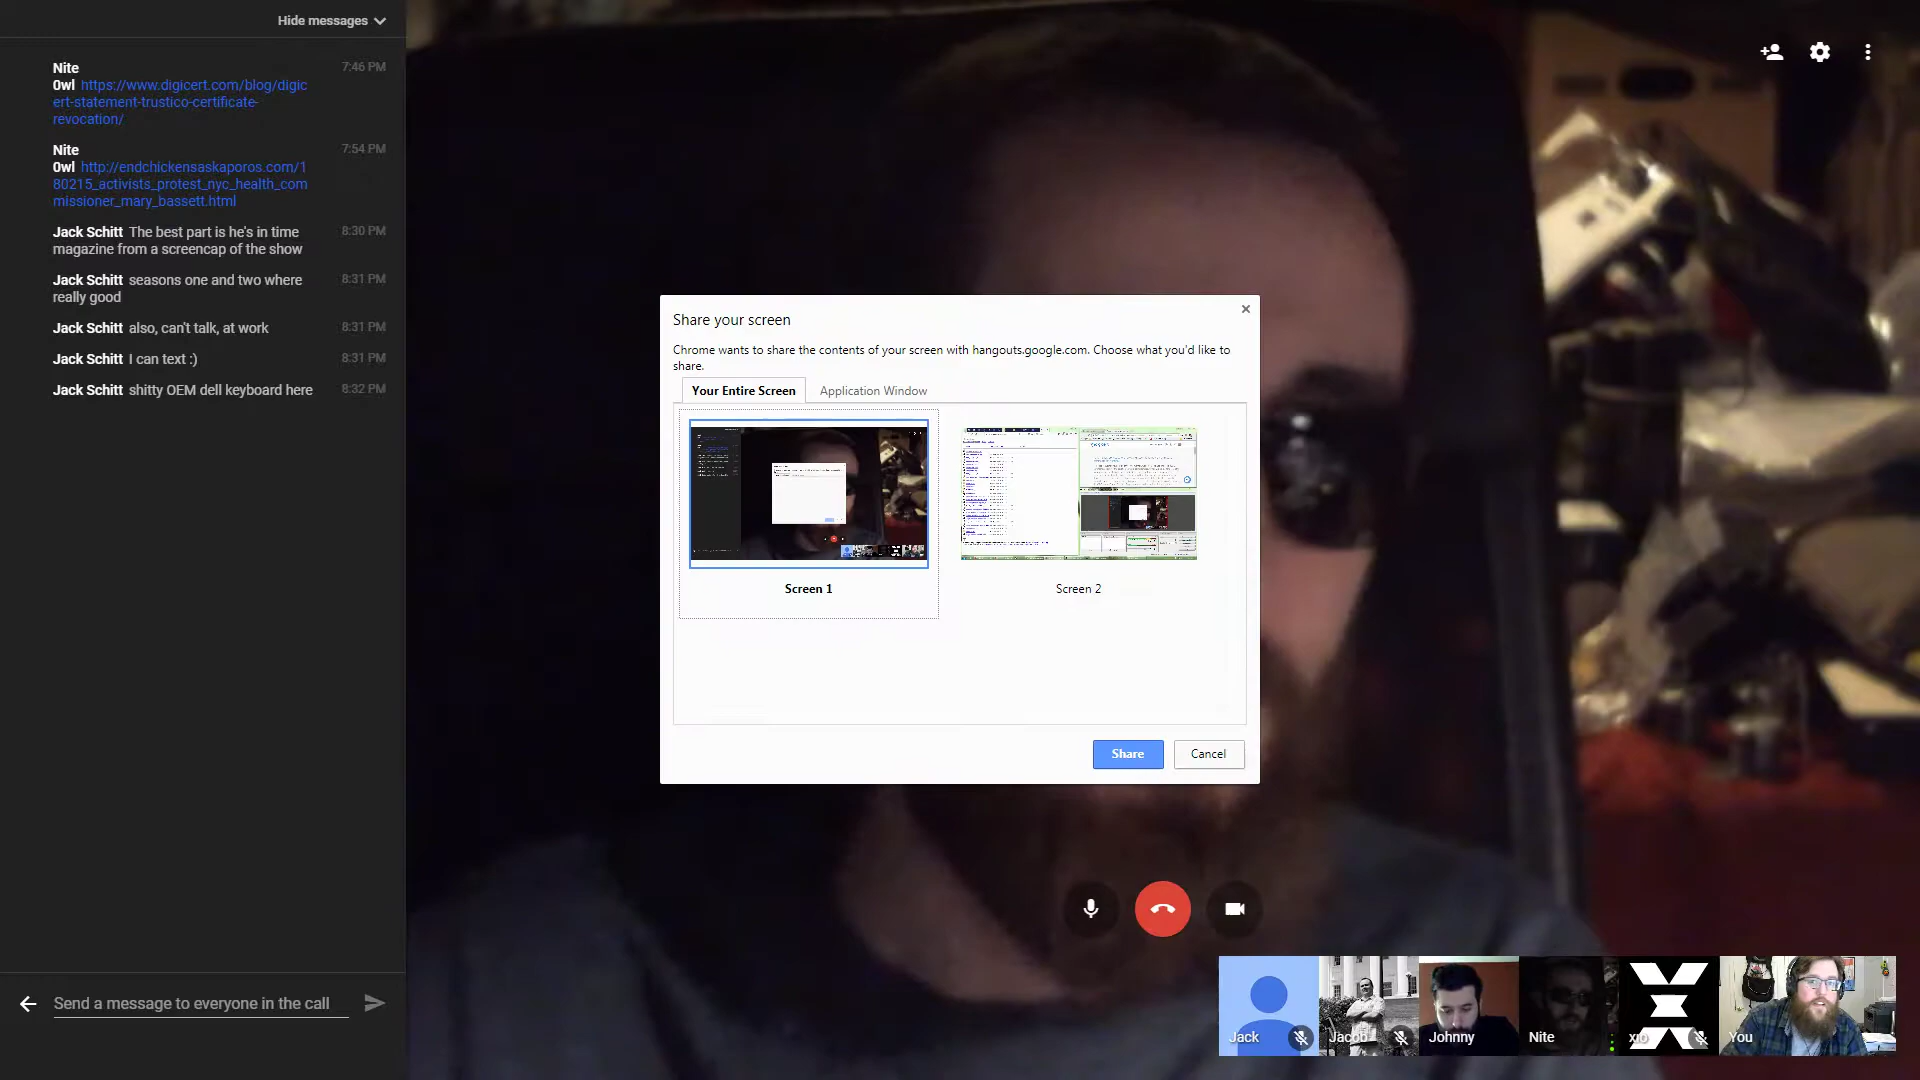 Hide messages
Nite 7:46 PM
0wl https://www.digicert.com/blog/digic
ert-statement-trustico-certificate-
revocation/
Nite 7:54 PM
0wl http://endchickensaskaporos.com/1
80215_activists_protest_nyc_health_com
missioner_mary_bassett.html
Jack Schitt The best part is he's in time 8:30 PM
magazine from a screencap of the show
Jack Schitt seasons one and two where 8:31 PM
really good
Jack Schitt also, can't talk, at work 8:31 PM
Jack Schitt I can text :) 8:31 PM
Jack Schitt shitty OEM dell keyboard here 8:32 PM
Send a message to everyone in the call
Share your screen
Chrome wants to share the contents of your screen with hangouts.google.com. Choose what you'd like to
share.
Your Entire Screen Application Window
Screen 1 Screen 2
Share Cancel
Jack Jacob Johnny Nite xio You